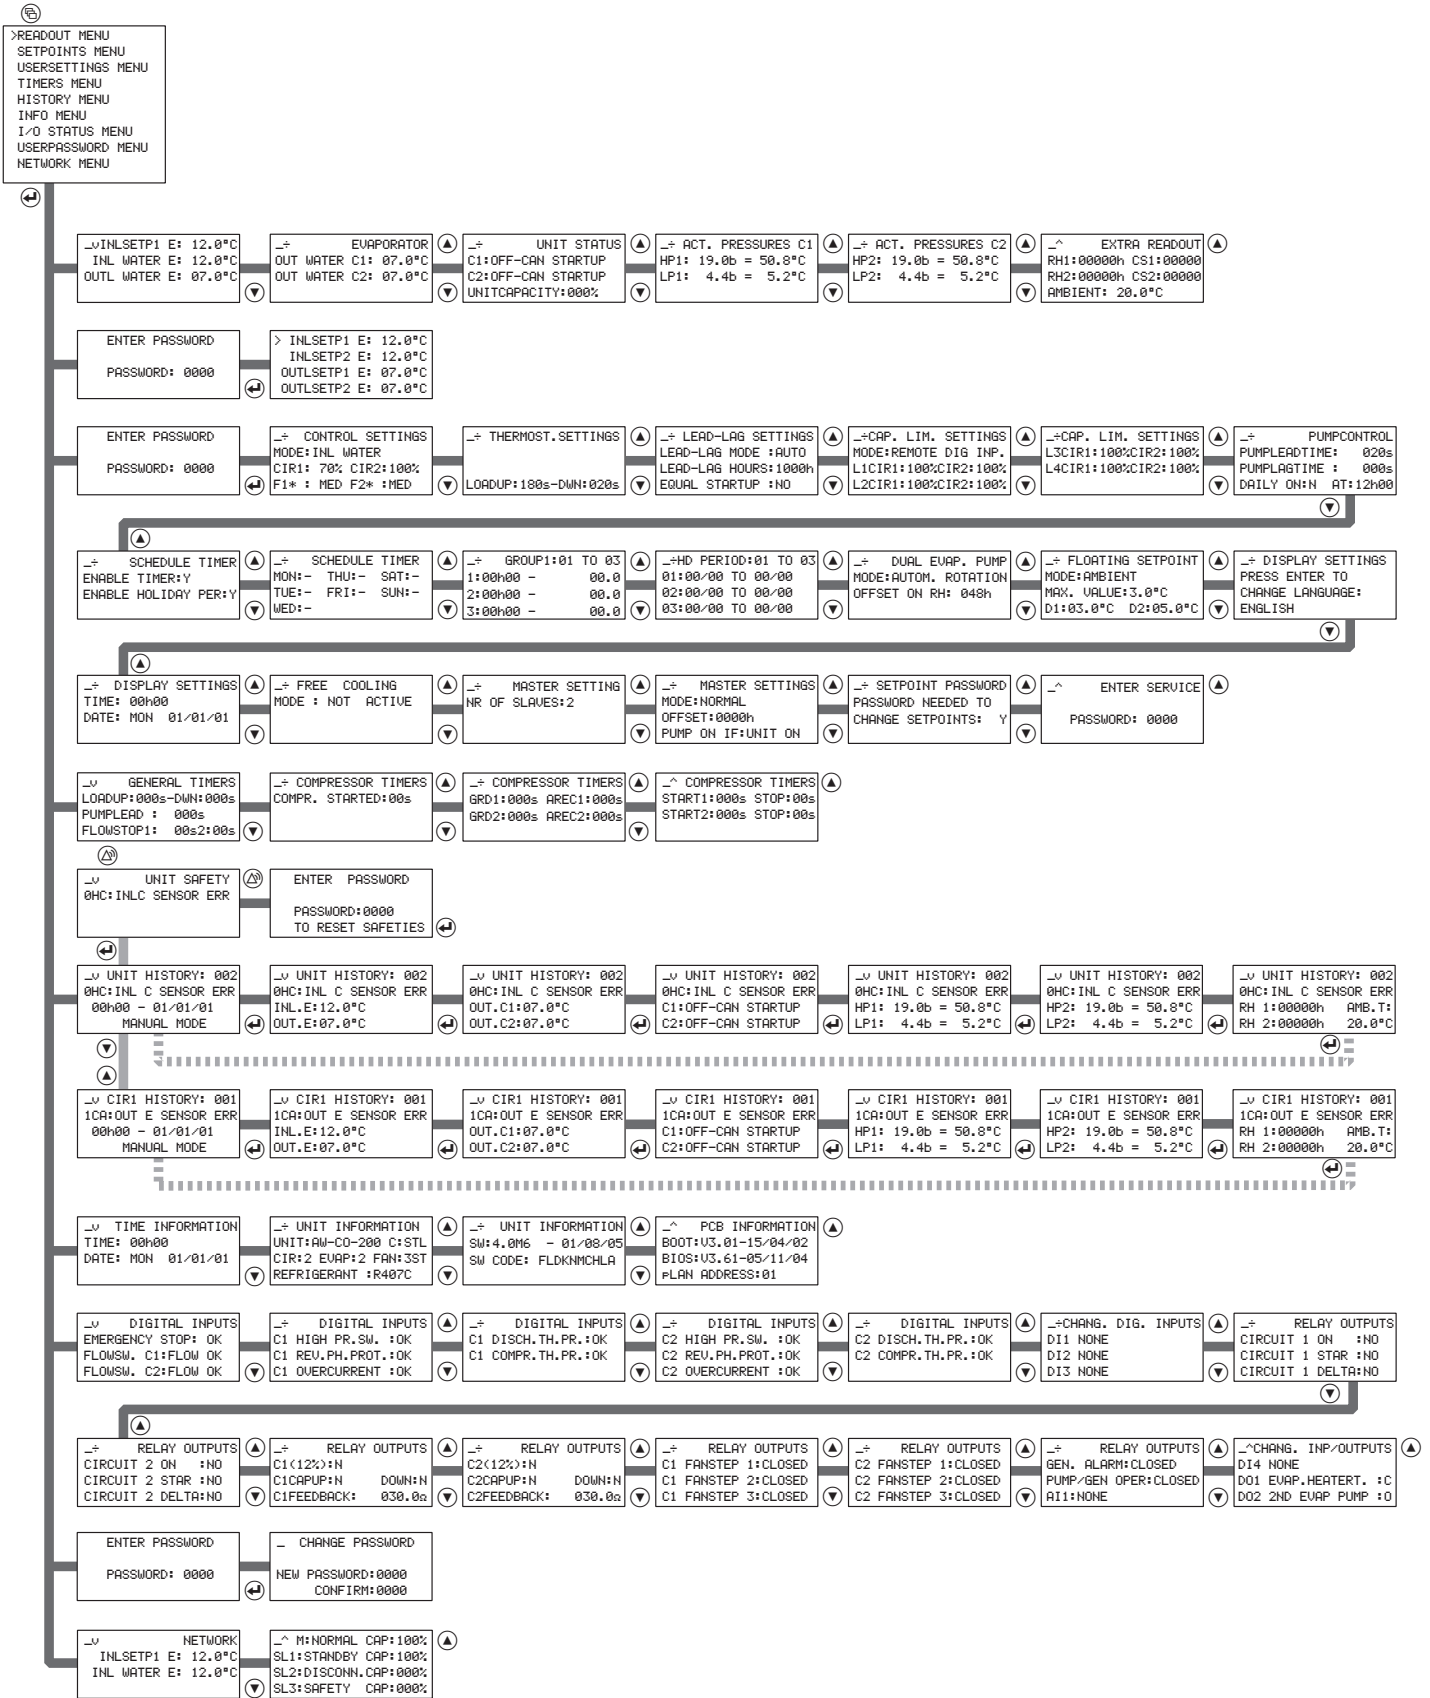 >READOUT MENU
SETPOINTS MENU
USERSETTINGS MENU
TIMERS MENU
HISTORY MENU
INFO MENU
I/O STATUS MENU
USERPASSWORD MENU
NETWORK MENU
_vINLSETP1 E: 12.0°C
INL WATER E: 12.0°C
OUTL WATER E: 07.0°C
_÷ EVAPORATOR
OUT WATER C1: 07.0°C
OUT WATER C2: 07.0°C
_÷ UNIT STATUS
C1:OFF-CAN STARTUP
C2:OFF-CAN STARTUP
UNITCAPACITY:000%
_÷ ACT. PRESSURES C1
HP1: 19.0b = 50.8°C
LP1: 4.4b = 5.2°C
_÷ ACT. PRESSURES C2
HP2: 19.0b = 50.8°C
LP2: 4.4b = 5.2°C
_^ EXTRA READOUT
RH1:00000h CS1:00000
RH2:00000h CS2:00000
AMBIENT: 20.0°C
ENTER PASSWORD
PASSWORD: 0000
> INLSETP1 E: 12.0°C
INLSETP2 E: 12.0°C
OUTLSETP1 E: 07.0°C
OUTLSETP2 E: 07.0°C
ENTER PASSWORD
PASSWORD: 0000
_÷ CONTROL SETTINGS
MODE:INL WATER
CIR1: 70% CIR2:100%
F1* : MED F2* :MED
_÷ THERMOST.SETTINGS
LOADUP:180s-DWN:020s
_÷ LEAD-LAG SETTINGS
LEAD-LAG MODE :AUTO
LEAD-LAG HOURS:1000h
EQUAL STARTUP :NO
_÷CAP. LIM. SETTINGS
MODE:REMOTE DIG INP.
L1CIR1:100%CIR2:100%
L2CIR1:100%CIR2:100%
_÷CAP. LIM. SETTINGS
L3CIR1:100%CIR2:100%
L4CIR1:100%CIR2:100%
_÷ PUMPCONTROL
PUMPLEADTIME: 020s
PUMPLAGTIME : 000s
DAILY ON:N AT:12h00
_÷ SCHEDULE TIMER
ENABLE TIMER:Y
ENABLE HOLIDAY PER:Y
_÷ SCHEDULE TIMER
MON:- THU:- SAT:-
TUE:- FRI:- SUN:-
WED:-
_÷ GROUP1:01 TO 03
1:00h00 - 00.0
2:00h00 - 00.0
3:00h00 - 00.0
_÷HD PERIOD:01 TO 03
01:00/00 TO 00/00
02:00/00 TO 00/00
03:00/00 TO 00/00
_÷ DUAL EVAP. PUMP
MODE:AUTOM. ROTATION
OFFSET ON RH: 048h
_÷ FLOATING SETPOINT
MODE:AMBIENT
MAX. VALUE:3.0°C
D1:03.0°C D2:05.0°C
_÷ DISPLAY SETTINGS
PRESS ENTER TO
CHANGE LANGUAGE:
ENGLISH
_÷ DISPLAY SETTINGS
TIME: 00h00
DATE: MON 01/01/01
_÷ FREE COOLING
MODE : NOT ACTIVE
_÷ MASTER SETTING
NR OF SLAVES:2
_÷ MASTER SETTINGS
MODE:NORMAL
OFFSET:0000h
PUMP ON IF:UNIT ON
_÷ SETPOINT PASSWORD
PASSWORD NEEDED TO
CHANGE SETPOINTS: Y
_^ ENTER SERVICE
PASSWORD: 0000
_v GENERAL TIMERS
LOADUP:000s-DWN:000s
PUMPLEAD : 000s
FLOWSTOP1: 00s2:00s
_÷ COMPRESSOR TIMERS
COMPR. STARTED:00s
_÷ COMPRESSOR TIMERS
GRD1:000s AREC1:000s
GRD2:000s AREC2:000s
_^ COMPRESSOR TIMERS
START1:000s STOP:00s
START2:000s STOP:00s
_v UNIT SAFETY
0HC:INLC SENSOR ERR
ENTER PASSWORD
PASSWORD:0000
TO RESET SAFETIES
_v UNIT HISTORY: 002
0HC:INL C SENSOR ERR
00h00 - 01/01/01
MANUAL MODE
_v UNIT HISTORY: 002
0HC:INL C SENSOR ERR
INL.E:12.0°C
OUT.E:07.0°C
_v UNIT HISTORY: 002
0HC:INL C SENSOR ERR
OUT.C1:07.0°C
OUT.C2:07.0°C
_v UNIT HISTORY: 002
0HC:INL C SENSOR ERR
C1:OFF-CAN STARTUP
C2:OFF-CAN STARTUP
_v UNIT HISTORY: 002
0HC:INL C SENSOR ERR
HP1: 19.0b = 50.8°C
LP1: 4.4b = 5.2°C
_v UNIT HISTORY: 002
0HC:INL C SENSOR ERR
HP2: 19.0b = 50.8°C
LP2: 4.4b = 5.2°C
_v UNIT HISTORY: 002
0HC:INL C SENSOR ERR
RH 1:00000h AMB.T:
RH 2:00000h 20.0°C
_v CIR1 HISTORY: 001
1CA:OUT E SENSOR ERR
00h00 - 01/01/01
MANUAL MODE
_v CIR1 HISTORY: 001
1CA:OUT E SENSOR ERR
INL.E:12.0°C
OUT.E:07.0°C
_v CIR1 HISTORY: 001
1CA:OUT E SENSOR ERR
OUT.C1:07.0°C
OUT.C2:07.0°C
_v CIR1 HISTORY: 001
1CA:OUT E SENSOR ERR
C1:OFF-CAN STARTUP
C2:OFF-CAN STARTUP
_v CIR1 HISTORY: 001
1CA:OUT E SENSOR ERR
HP1: 19.0b = 50.8°C
LP1: 4.4b = 5.2°C
_v CIR1 HISTORY: 001
1CA:OUT E SENSOR ERR
HP2: 19.0b = 50.8°C
LP2: 4.4b = 5.2°C
_v CIR1 HISTORY: 001
1CA:OUT E SENSOR ERR
RH 1:00000h AMB.T:
RH 2:00000h 20.0°C
_v TIME INFORMATION
TIME: 00h00
DATE: MON 01/01/01
_÷ UNIT INFORMATION
UNIT:AW-CO-200 C:STL
CIR:2 EVAP:2 FAN:3ST
REFRIGERANT :R407C
_÷ UNIT INFORMATION
SW:4.0M6 - 01/08/05
SW CODE: FLDKNMCHLA
_^ PCB INFORMATION
BOOT:V3.01-15/04/02
BIOS:V3.61-05/11/04
pLAN ADDRESS:01
_v DIGITAL INPUTS
EMERGENCY STOP: OK
FLOWSW. C1:FLOW OK
FLOWSW. C2:FLOW OK
_÷ DIGITAL INPUTS
C1 HIGH PR.SW. :OK
C1 REV.PH.PROT.:OK
C1 OVERCURRENT :OK
_÷ DIGITAL INPUTS
C1 DISCH.TH.PR.:OK
C1 COMPR.TH.PR.:OK
_÷ DIGITAL INPUTS
C2 HIGH PR.SW. :OK
C2 REV.PH.PROT.:OK
C2 OVERCURRENT :OK
_÷ DIGITAL INPUTS
C2 DISCH.TH.PR.:OK
C2 COMPR.TH.PR.:OK
_÷CHANG. DIG. INPUTS
DI1 NONE
DI2 NONE
DI3 NONE
_÷ RELAY OUTPUTS
CIRCUIT 1 ON :NO
CIRCUIT 1 STAR :NO
CIRCUIT 1 DELTA:NO
_÷ RELAY OUTPUTS
CIRCUIT 2 ON :NO
CIRCUIT 2 STAR :NO
CIRCUIT 2 DELTA:NO
_÷ RELAY OUTPUTS
C1(12%):N
C1CAPUP:N DOWN:N
C1FEEDBACK: 030.0Ω
_÷ RELAY OUTPUTS
C2(12%):N
C2CAPUP:N DOWN:N
C2FEEDBACK: 030.0Ω
_÷ RELAY OUTPUTS
C1 FANSTEP 1:CLOSED
C1 FANSTEP 2:CLOSED
C1 FANSTEP 3:CLOSED
_÷ RELAY OUTPUTS
C2 FANSTEP 1:CLOSED
C2 FANSTEP 2:CLOSED
C2 FANSTEP 3:CLOSED
_÷ RELAY OUTPUTS
GEN. ALARM:CLOSED
PUMP/GEN OPER:CLOSED
AI1:NONE
_^CHANG. INP/OUTPUTS
DI4 NONE
DO1 EVAP.HEATERT. :C
DO2 2ND EVAP PUMP :O
ENTER PASSWORD
PASSWORD: 0000
_ CHANGE PASSWORD
NEW PASSWORD:0000
CONFIRM:0000
_v NETWORK
INLSETP1 E: 12.0°C
INL WATER E: 12.0°C
_^ M:NORMAL CAP:100%
SL1:STANDBY CAP:100%
SL2:DISCONN.CAP:000%
SL3:SAFETY CAP:000%